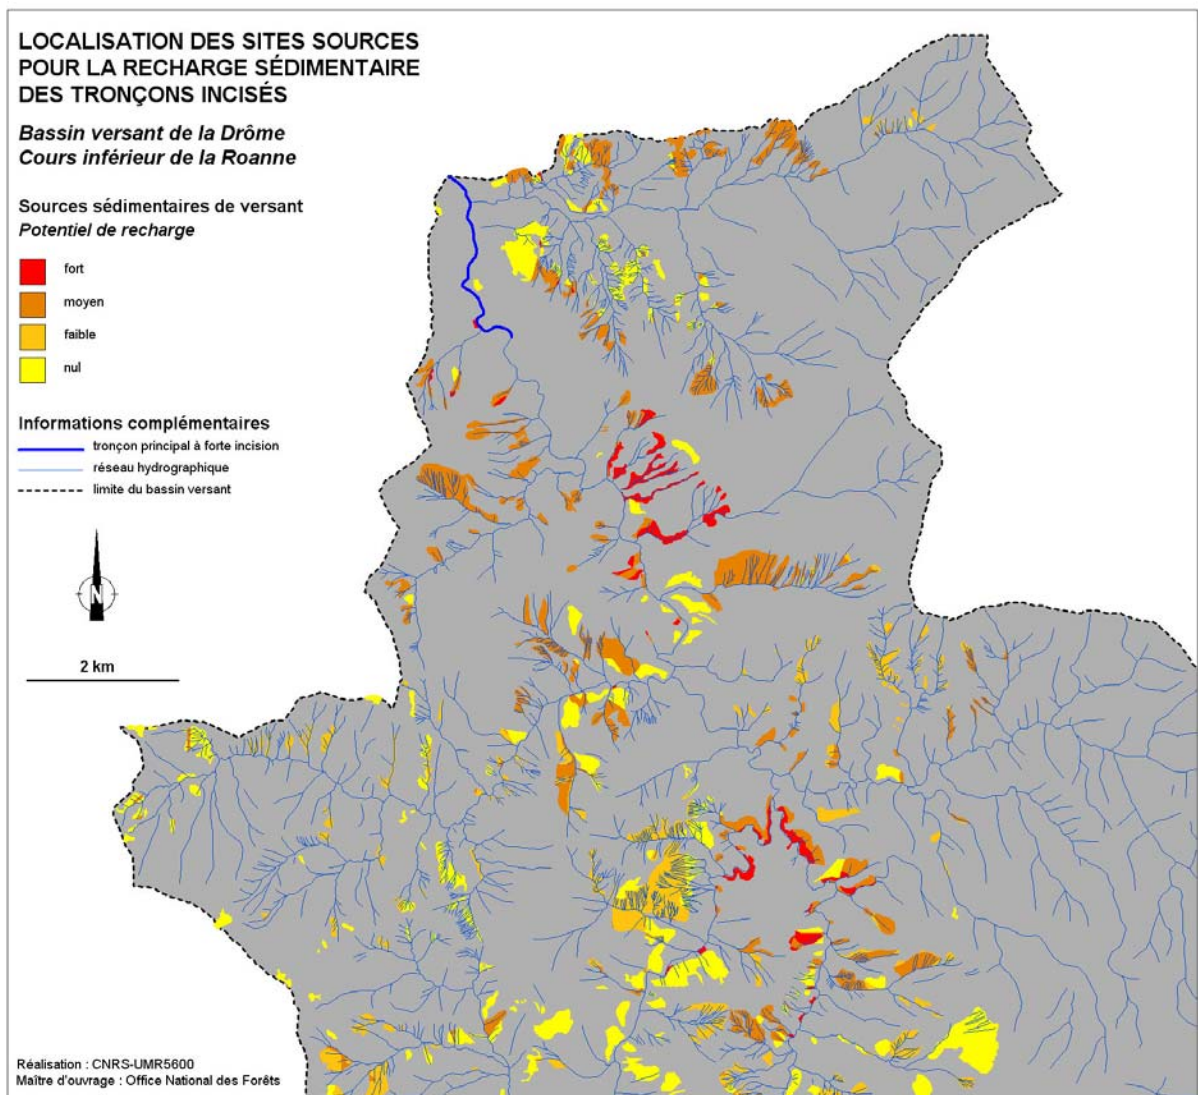 LOCALISATION DES SITES SOURCES
POUR LA RECHARGE SÉDIMENTAIRE
DES TRONÇONS INCISÉS
Bassin versant de la Drôme
Cours inférieur de la Roanne
Sources sédimentaires de versant
Potentiel de recharge
fort
moyen
faible
nul
Informations complémentaires
tronçon principal à forte incision
réseau hydrographique
limite du bassin versant
N
2 km
Réalisation : CNRS-UMR5600
Maître d'ouvrage : Office National des Forêts